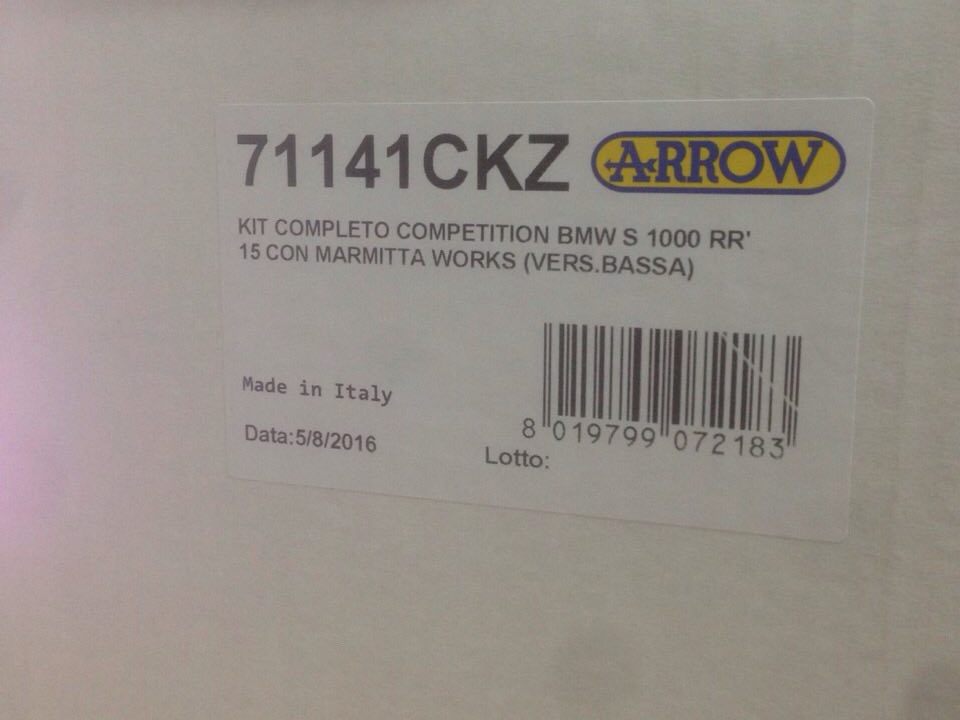 71141CKZ ARROW
KIT COMPLETO COMPETITION BMW S 1000 RR'
15 CON MARMITTA WORKS (VERS.BASSA)
Made in Italy
Data:5/8/2016
8 019799 072183
Lotto: